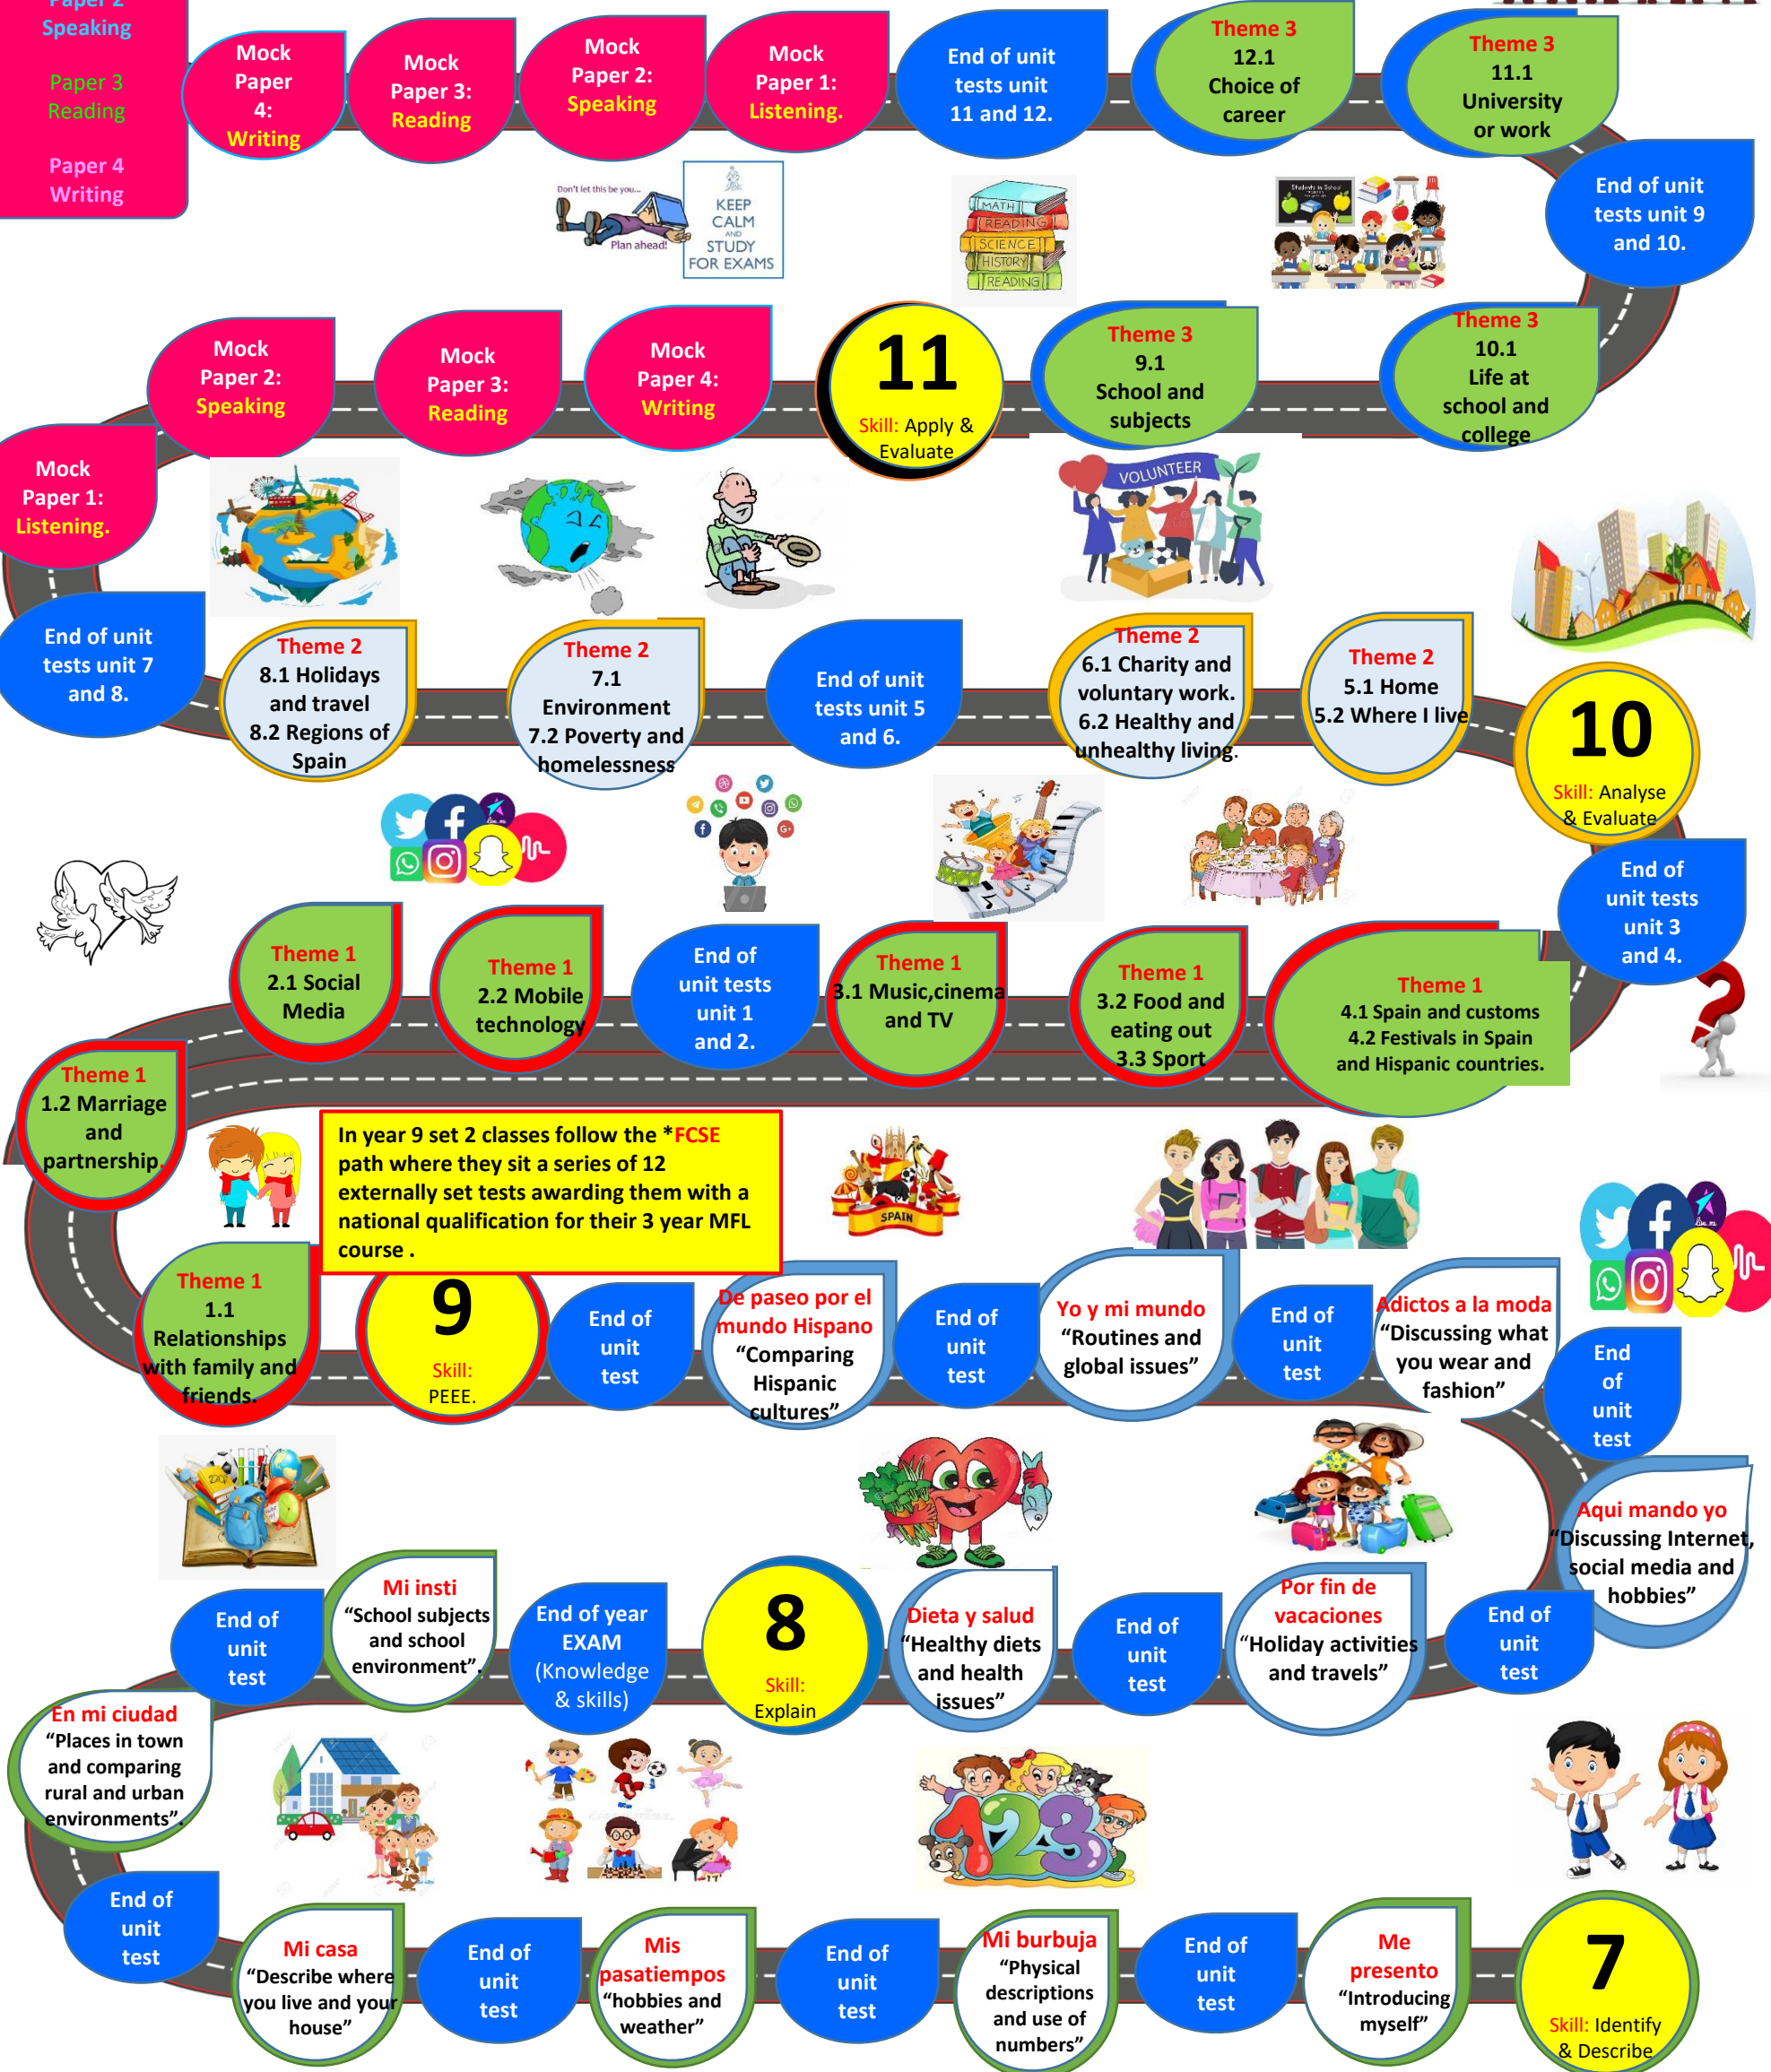 Paper 2
Speaking
Paper 3
Reading
Paper 4
Writing
Mock
Paper
4:
Writing
Mock
Paper 3:
Reading
Mock
Paper 2:
Speaking
Mock
Paper 1:
Listening.
End of unit
tests unit
11 and 12.
Theme 3
12.1
Choice of
career
Theme 3
11.1
University
or work
End of unit
tests unit 9
and 10.
Don't let this be you...
Plan ahead!
KEEP
CALM
AND
STUDY
FOR EXAMS
MATH
READING
SCIENCE
HISTORY
READING
Students in School
Mock
Paper 2:
Speaking
Mock
Paper 3:
Reading
Mock
Paper 4:
Writing
11
Skill: Apply &
Evaluate
Theme 3
9.1
School and
subjects
Theme 3
10.1
Life at
school and
college
Mock
Paper 1:
Listening.
VOLUNTEER
End of unit
tests unit 7
and 8.
Theme 2
8.1 Holidays
and travel
8.2 Regions of
Spain
Theme 2
7.1
Environment
7.2 Poverty and
homelessness
End of unit
tests unit 5
and 6.
Theme 2
6.1 Charity and
voluntary work.
6.2 Healthy and
unhealthy living.
Theme 2
5.1 Home
5.2 Where I live
10
Skill: Analyse
& Evaluate
End of
unit tests
unit 3
and 4.
Theme 1
2.1 Social
Media
Theme 1
2.2 Mobile
technology
End of
unit tests
unit 1
and 2.
Theme 1
3.1 Music,cinema
and TV
Theme 1
3.2 Food and
eating out
3.3 Sport
Theme 1
4.1 Spain and customs
4.2 Festivals in Spain
and Hispanic countries.
Theme 1
1.2 Marriage
and
partnership.
In year 9 set 2 classes follow the *FCSE
path where they sit a series of 12
externally set tests awarding them with a
national qualification for their 3 year MFL
course .
SPAIN
Theme 1
1.1
Relationships
with family and
friends.
9
Skill:
PEEE.
End of
unit
test
De paseo por el
mundo Hispano
“Comparing
Hispanic
cultures”
End of
unit
test
Yo y mi mundo
“Routines and
global issues”
End of
unit
test
Adictos a la moda
“Discussing what
you wear and
fashion”
End
of
unit
test
Aqui mando yo
“Discussing Internet,
social media and
hobbies”
End of
unit
test
Mi insti
“School subjects
and school
environment”.
End of year
EXAM
(Knowledge
& skills)
8
Skill:
Explain
Dieta y salud
“Healthy diets
and health
issues”
End of
unit
test
Por fin de
vacaciones
“Holiday activities
and travels”
End of
unit
test
En mi ciudad
“Places in town
and comparing
rural and urban
environments”.
123
End of
unit
test
Mi casa
“Describe where
you live and your
house”
End of
unit
test
Mis
pasatiempos
“hobbies and
weather”
End of
unit
test
Mi burbuja
“Physical
descriptions
and use of
numbers”
End of
unit
test
Me
presento
“Introducing
myself”
7
Skill: Identify
& Describe